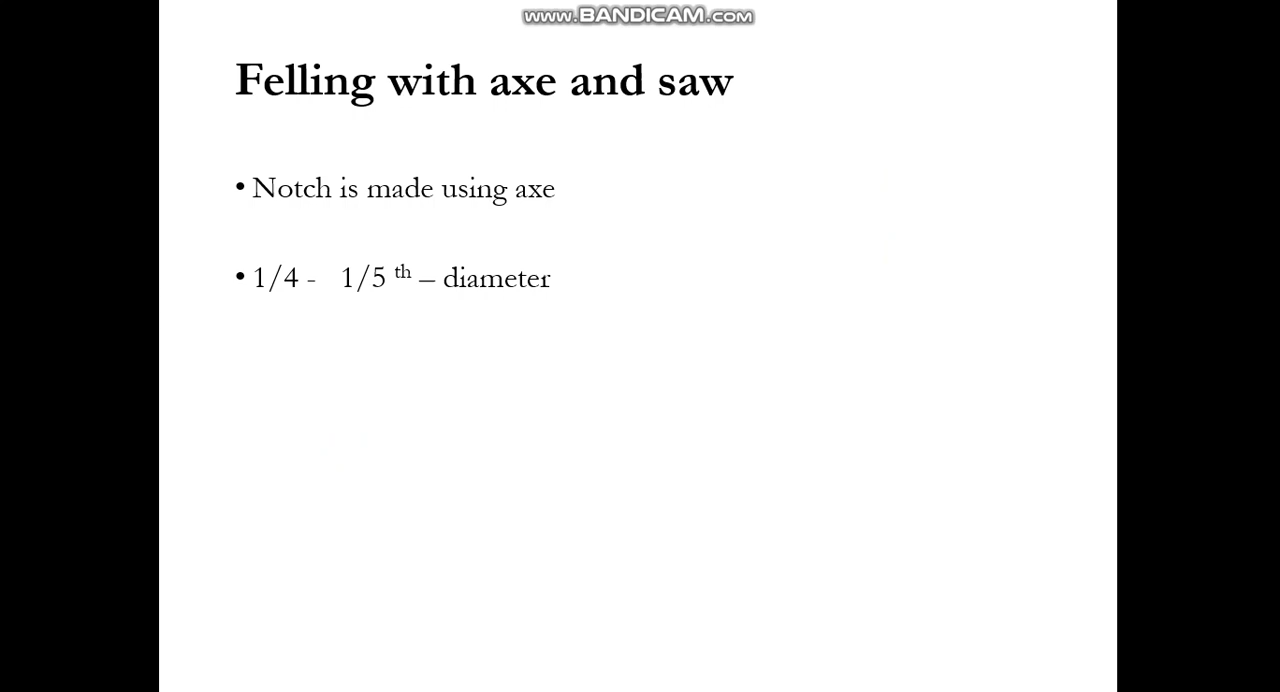 www.BANDICAM.com
Felling with axe and saw
• Notch is made using axe
• 1/4 - 1/5 th – diameter